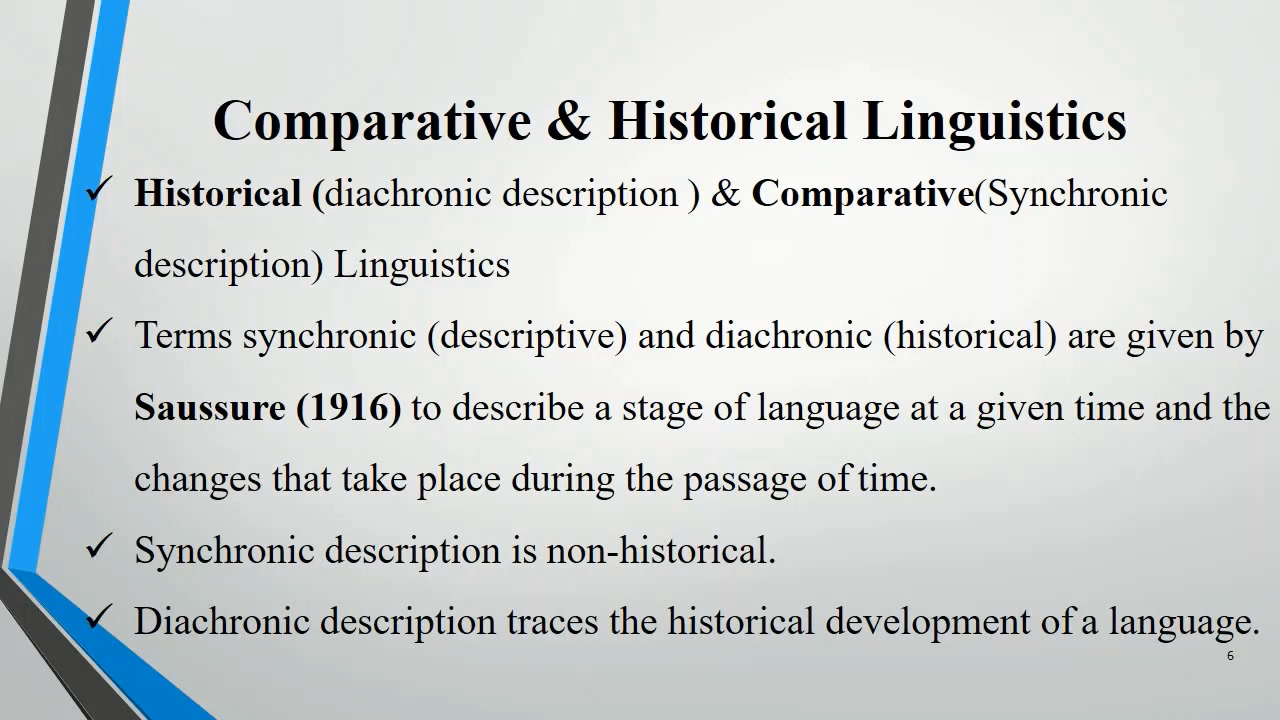 Comparative & Historical Linguistics
✓ Historical (diachronic description ) & Comparative(Synchronic
description) Linguistics
✓ Terms synchronic (descriptive) and diachronic (historical) are given by
Saussure (1916) to describe a stage of language at a given time and the
changes that take place during the passage of time.
✓ Synchronic description is non-historical.
✓ Diachronic description traces the historical development of a language.
6